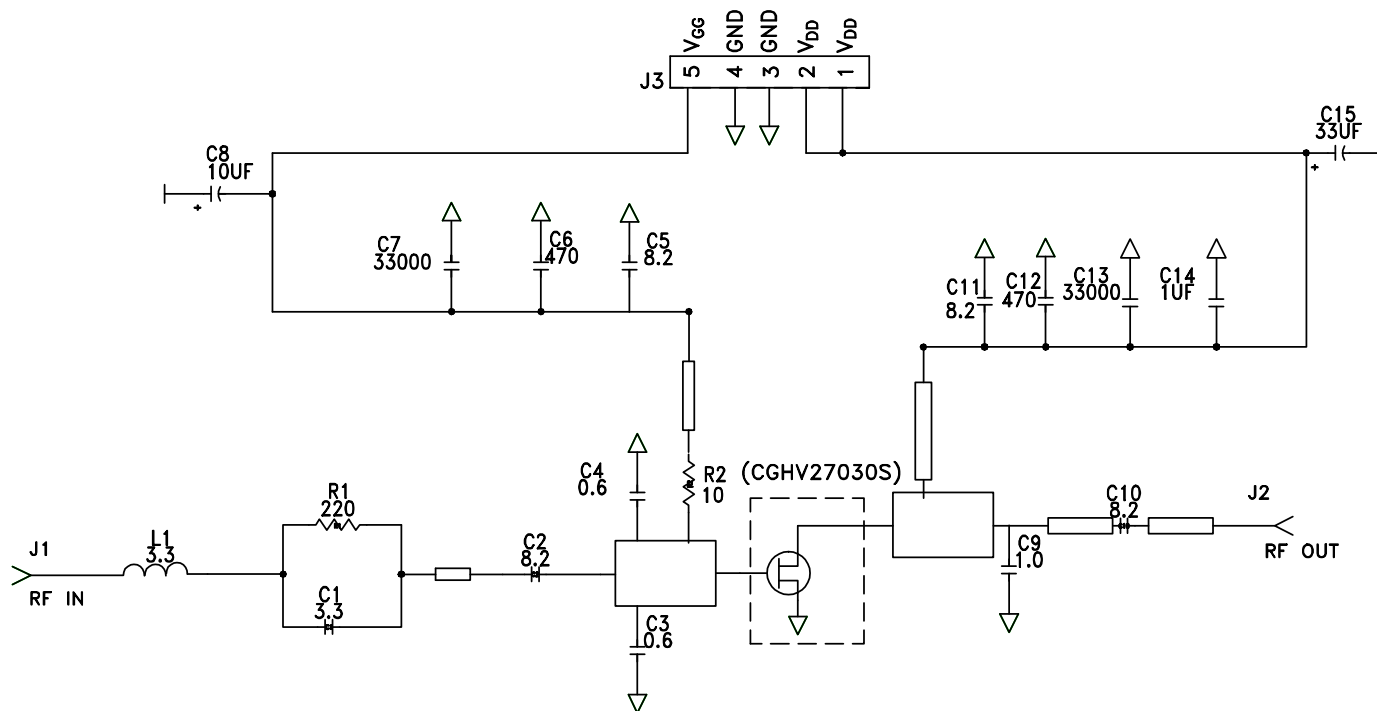 VGG
GND
GND
VDD
VDD
5
4
3
2
1
J3
C8
10UF
+
C15
33UF
+
C7
33000
C6
470
C5
8.2
C11
8.2
C12
470
C13
33000
C14
1UF
C4
0.6
R2
10
(CGHV27030S)
R1
220
C10
8.2
J2
RF OUT
J1
RF IN
L1
3.3
C2
8.2
C9
1.0
C1
3.3
C3
0.6